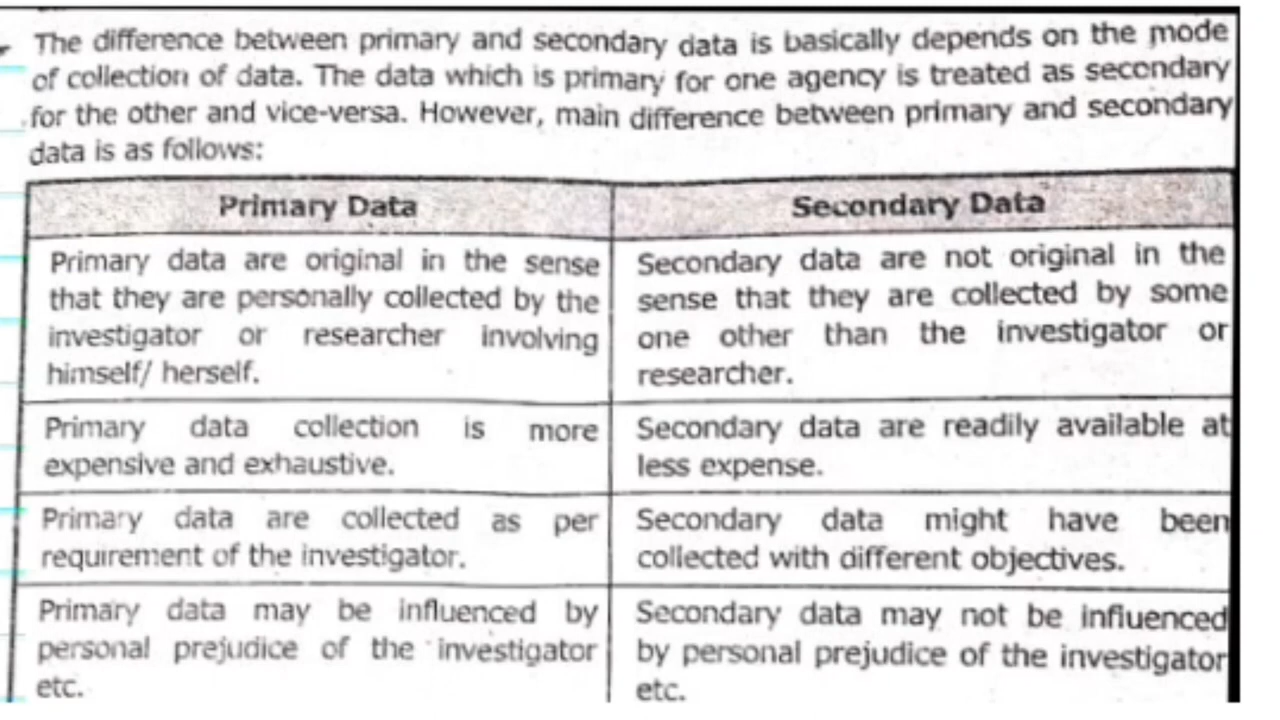 The difference between primary and secondary data is basically depends on the mode
of collection of data. The data which is primary for one agency is treated as secondary
for the other and vice-versa. However, main difference between primary and secondary
data is as follows:
Primary Data
Secondary Data
Primary data are original in the sense
that they are personally collected by the
investigator or researcher involving
himself/ herself.
Secondary data are not original in the
sense that they are collected by some
one other than the investigator or
researcher.
Primary data collection is more
expensive and exhaustive.
Secondary data are readily available at
less expense.
Primary data are collected as per
requirement of the investigator.
Secondary data might have been
collected with different objectives.
Primary data may be influenced by
personal prejudice of the investigator
etc.
Secondary data may not be influenced
by personal prejudice of the investigator
etc.